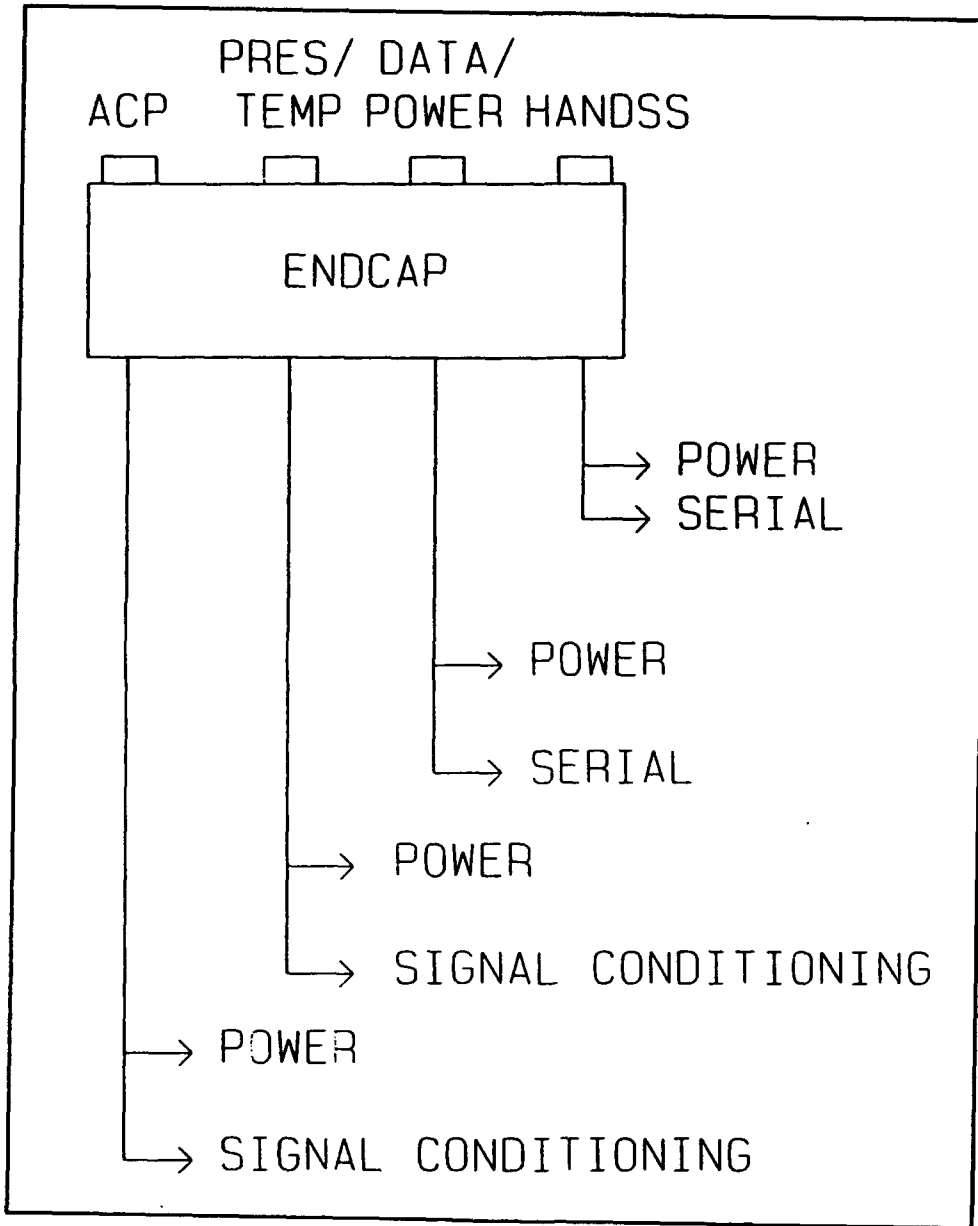 PRES/ DATA/
ACP TEMP POWER HANDSS
ENDCAP
POWER
SERIAL
POWER
SERIAL
POWER
SIGNAL CONDITIONING
POWER
SIGNAL CONDITIONING